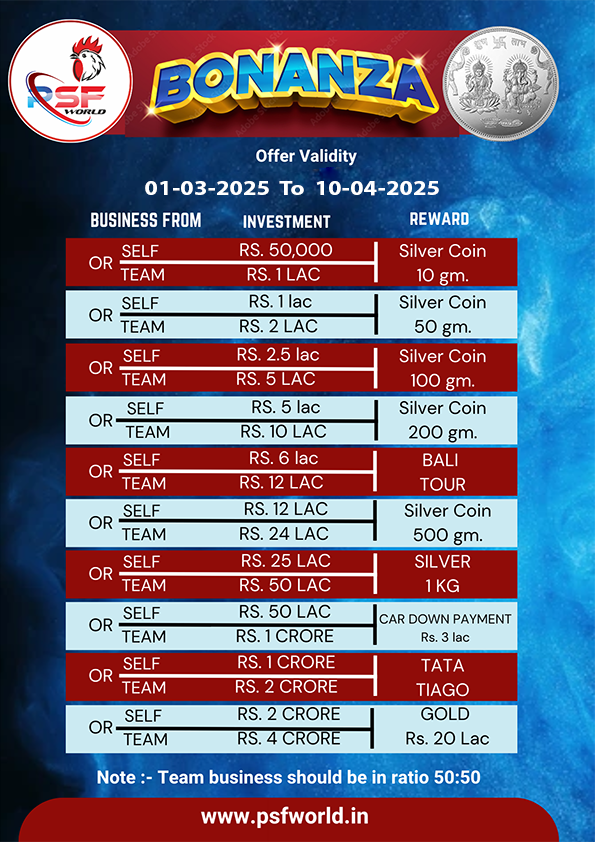 PSF
WORLD
BONANZA
शुभ लाभ
Offer Validity
01-03-2025 To 10-04-2025
BUSINESS FROM INVESTMENT REWARD
OR SELF RS. 50,000 Silver Coin
TEAM RS. 1 LAC 10 gm.
OR SELF RS. 1 lac Silver Coin
TEAM RS. 2 LAC 50 gm.
OR SELF RS. 2.5 lac Silver Coin
TEAM RS. 5 LAC 100 gm.
OR SELF RS. 5 lac Silver Coin
TEAM RS. 10 LAC 200 gm.
OR SELF RS. 6 lac BALI
TEAM RS. 12 LAC TOUR
OR SELF RS. 12 LAC Silver Coin
TEAM RS. 24 LAC 500 gm.
OR SELF RS. 25 LAC SILVER
TEAM RS. 50 LAC 1 KG
OR SELF RS. 50 LAC CAR DOWN PAYMENT
TEAM RS. 1 CRORE Rs. 3 lac
OR SELF RS. 1 CRORE TATA
TEAM RS. 2 CRORE TIAGO
OR SELF RS. 2 CRORE GOLD
TEAM RS. 4 CRORE Rs. 20 Lac
Note :- Team business should be in ratio 50:50
www.psfworld.in